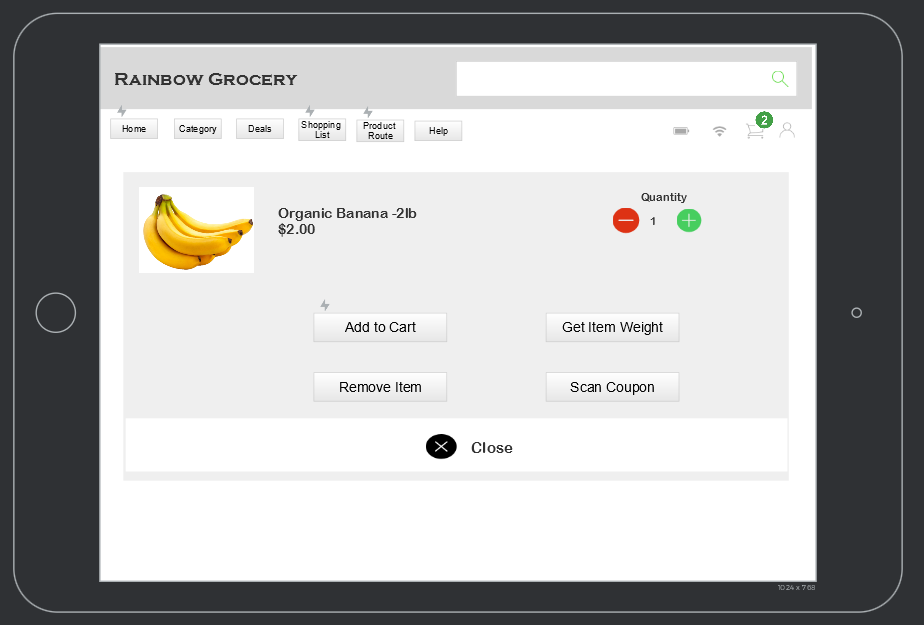 RAINBOW GROCERY
Home
Category
Deals
Shopping
List
Product
Route
Help
2
Organic Banana -2lb
$2.00
Quantity
1
Add to Cart
Get Item Weight
Remove Item
Scan Coupon
Close
1024 x 768